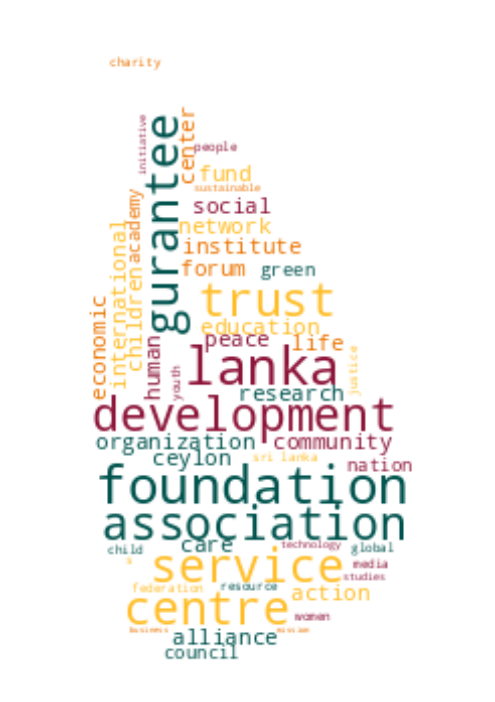 charity
initiative
gurantee
center
people
fund
sustainable
academy
social
network
international
institute
children
forum
green
economic
trust
education
human
peace
life
youth
lanka
justice
research
development
organization
community
ceylon
sri lanka
nation
foundation
association
child
care
technology
global
service
media
studies
federation
resource
action
centre
women
business
mission
alliance
council